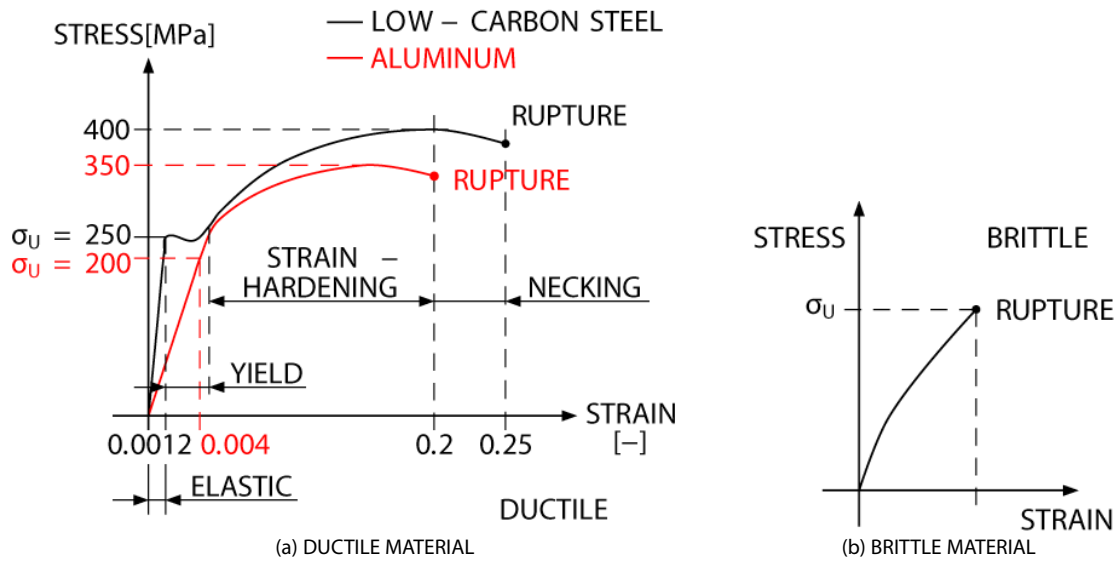 STRESS[MPa]
LOW – CARBON STEEL
ALUMINUM
400
350
σU = 250
σU = 200
RUPTURE
RUPTURE
STRAIN –
HARDENING
NECKING
YIELD
STRAIN
[–]
0.0012
0.004
0.2
0.25
ELASTIC
DUCTILE
(a) DUCTILE MATERIAL
STRESS
BRITTLE
σU
RUPTURE
STRAIN
(b) BRITTLE MATERIAL